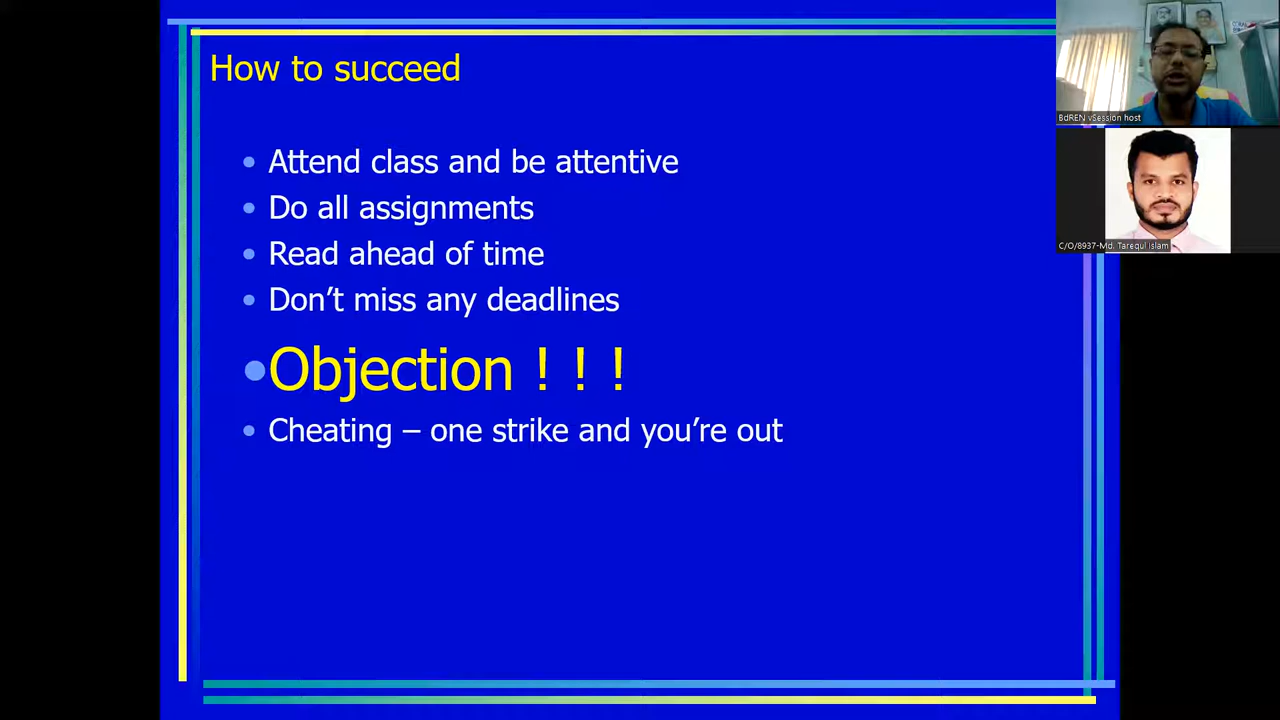 How to succeed
• Attend class and be attentive
• Do all assignments
• Read ahead of time
• Don’t miss any deadlines
• Objection ! ! !
• Cheating – one strike and you’re out
BdREN vSession host
C/O/8937-Md. Tarequl Islam